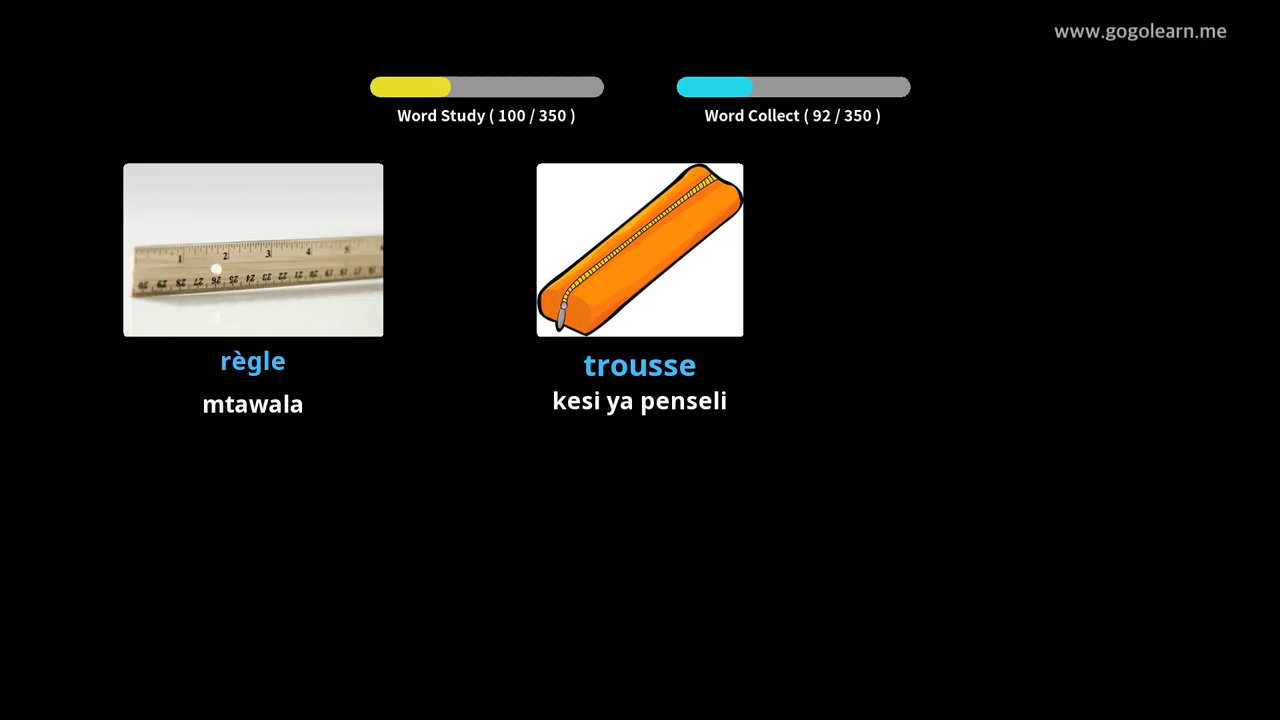 www.gogolearn.me
Word Study ( 100 / 350 )
Word Collect ( 92 / 350 )
règle
mtawala
trousse
kesi ya penseli